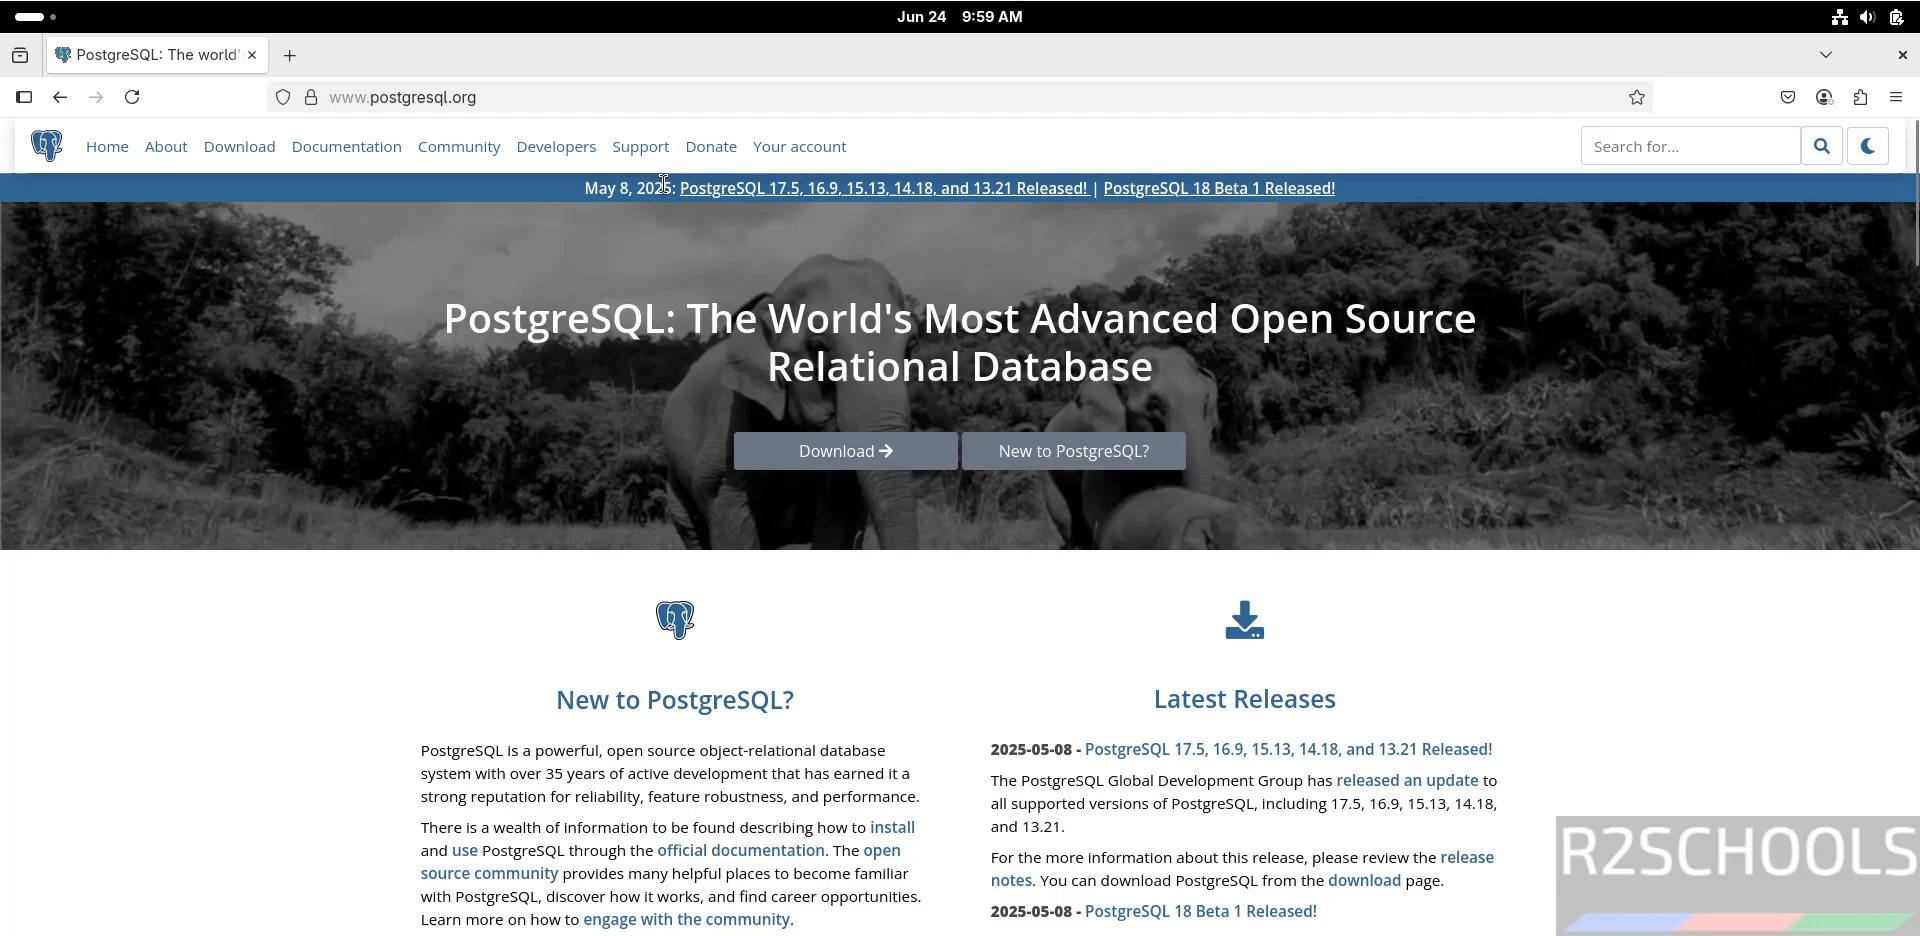 Jun 24 9:59 AM
PostgreSQL: The world'
www.postgresql.org
Home About Download Documentation Community Developers Support Donate Your account
Search for...
May 8, 2025: PostgreSQL 17.5, 16.9, 15.13, 14.18, and 13.21 Released! | PostgreSQL 18 Beta 1 Released!
PostgreSQL: The World's Most Advanced Open Source
Relational Database
Download
New to PostgreSQL?
New to PostgreSQL?
PostgreSQL is a powerful, open source object-relational database
system with over 35 years of active development that has earned it a
strong reputation for reliability, feature robustness, and performance.
There is a wealth of information to be found describing how to install
and use PostgreSQL through the official documentation. The open
source community provides many helpful places to become familiar
with PostgreSQL, discover how it works, and find career opportunities.
Learn more on how to engage with the community.
Latest Releases
2025-05-08 - PostgreSQL 17.5, 16.9, 15.13, 14.18, and 13.21 Released!
The PostgreSQL Global Development Group has released an update to
all supported versions of PostgreSQL, including 17.5, 16.9, 15.13, 14.18,
and 13.21.
For the more information about this release, please review the release
notes. You can download PostgreSQL from the download page.
2025-05-08 - PostgreSQL 18 Beta 1 Released!
R2SCHOOLS